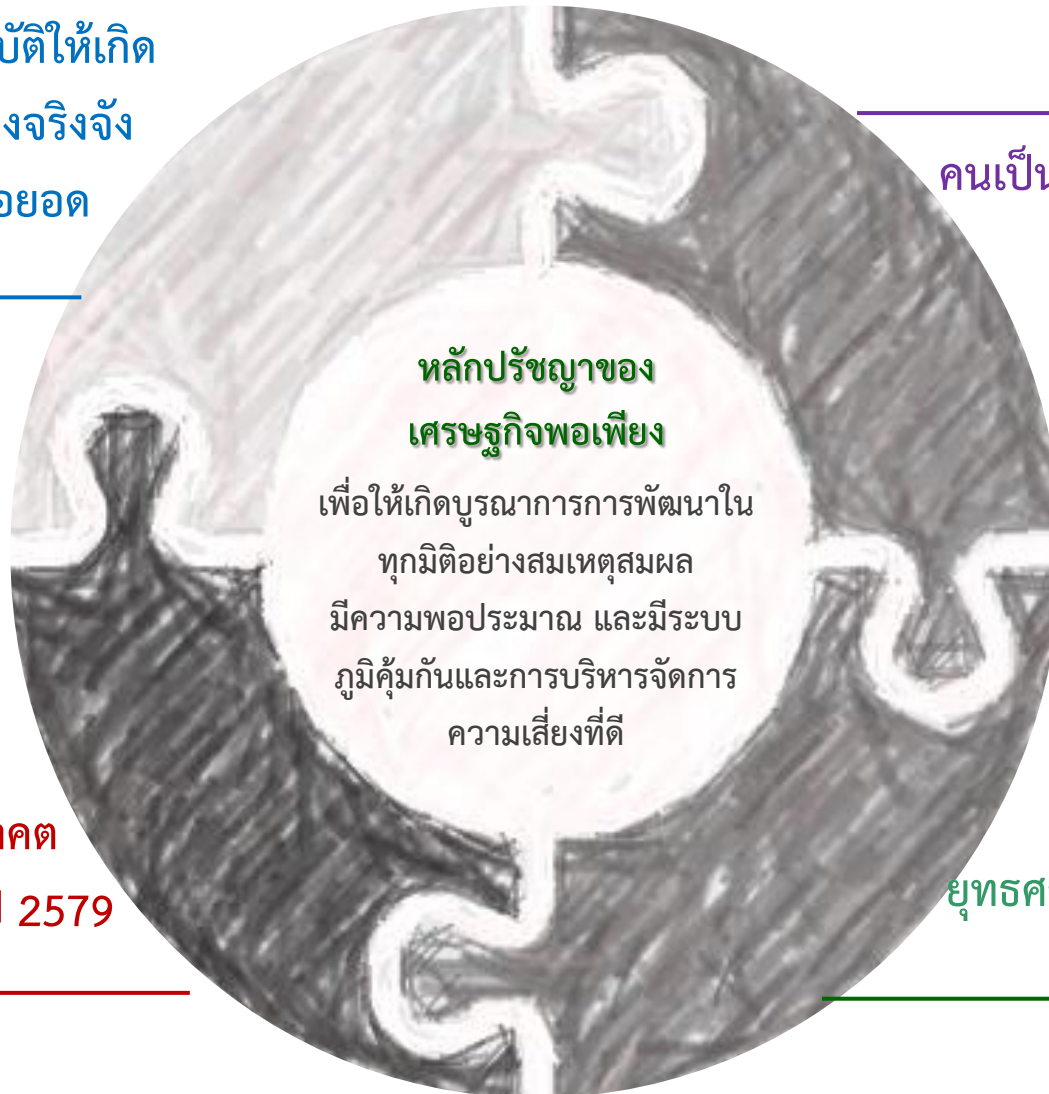 บัติให้เกิด
งจริงจัง
อยอด
คนเป็น
หลักปรัชญาของ
เศรษฐกิจพอเพียง
เพื่อให้เกิดบูรณาการการพัฒนาใน
ทุกมิติอย่างสมเหตุสมผล
มีความพอประมาณ และมีระบบ
ภูมิคุ้มกันและการบริหารจัดการ
ความเสี่ยงที่ดี
คต
2579
ยุทธศ